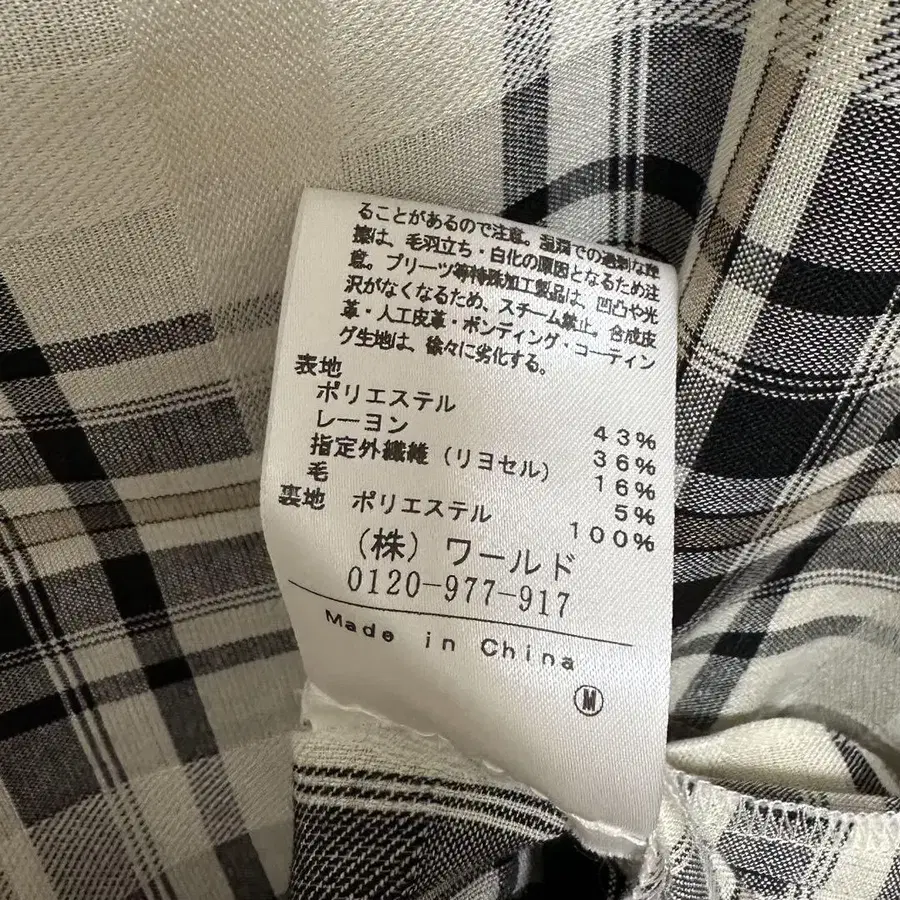 ることがあるので注意。湿潤での過剰な摩
擦は、毛羽立ち・白化の原因となるため注
意。プリーツ等特殊加工製品は、凹凸や光
沢がなくなるため、スチーム禁止。合成皮
革・人工皮革・ボンディング・コーティン
グ生地は、徐々に劣化する。
表地
ポリエステル 43%
レーヨン 36%
指定外繊維（リヨセル） 16%
毛 5%
裏地 ポリエステル 100%
（株）ワールド
0120-977-917
Made in China
M